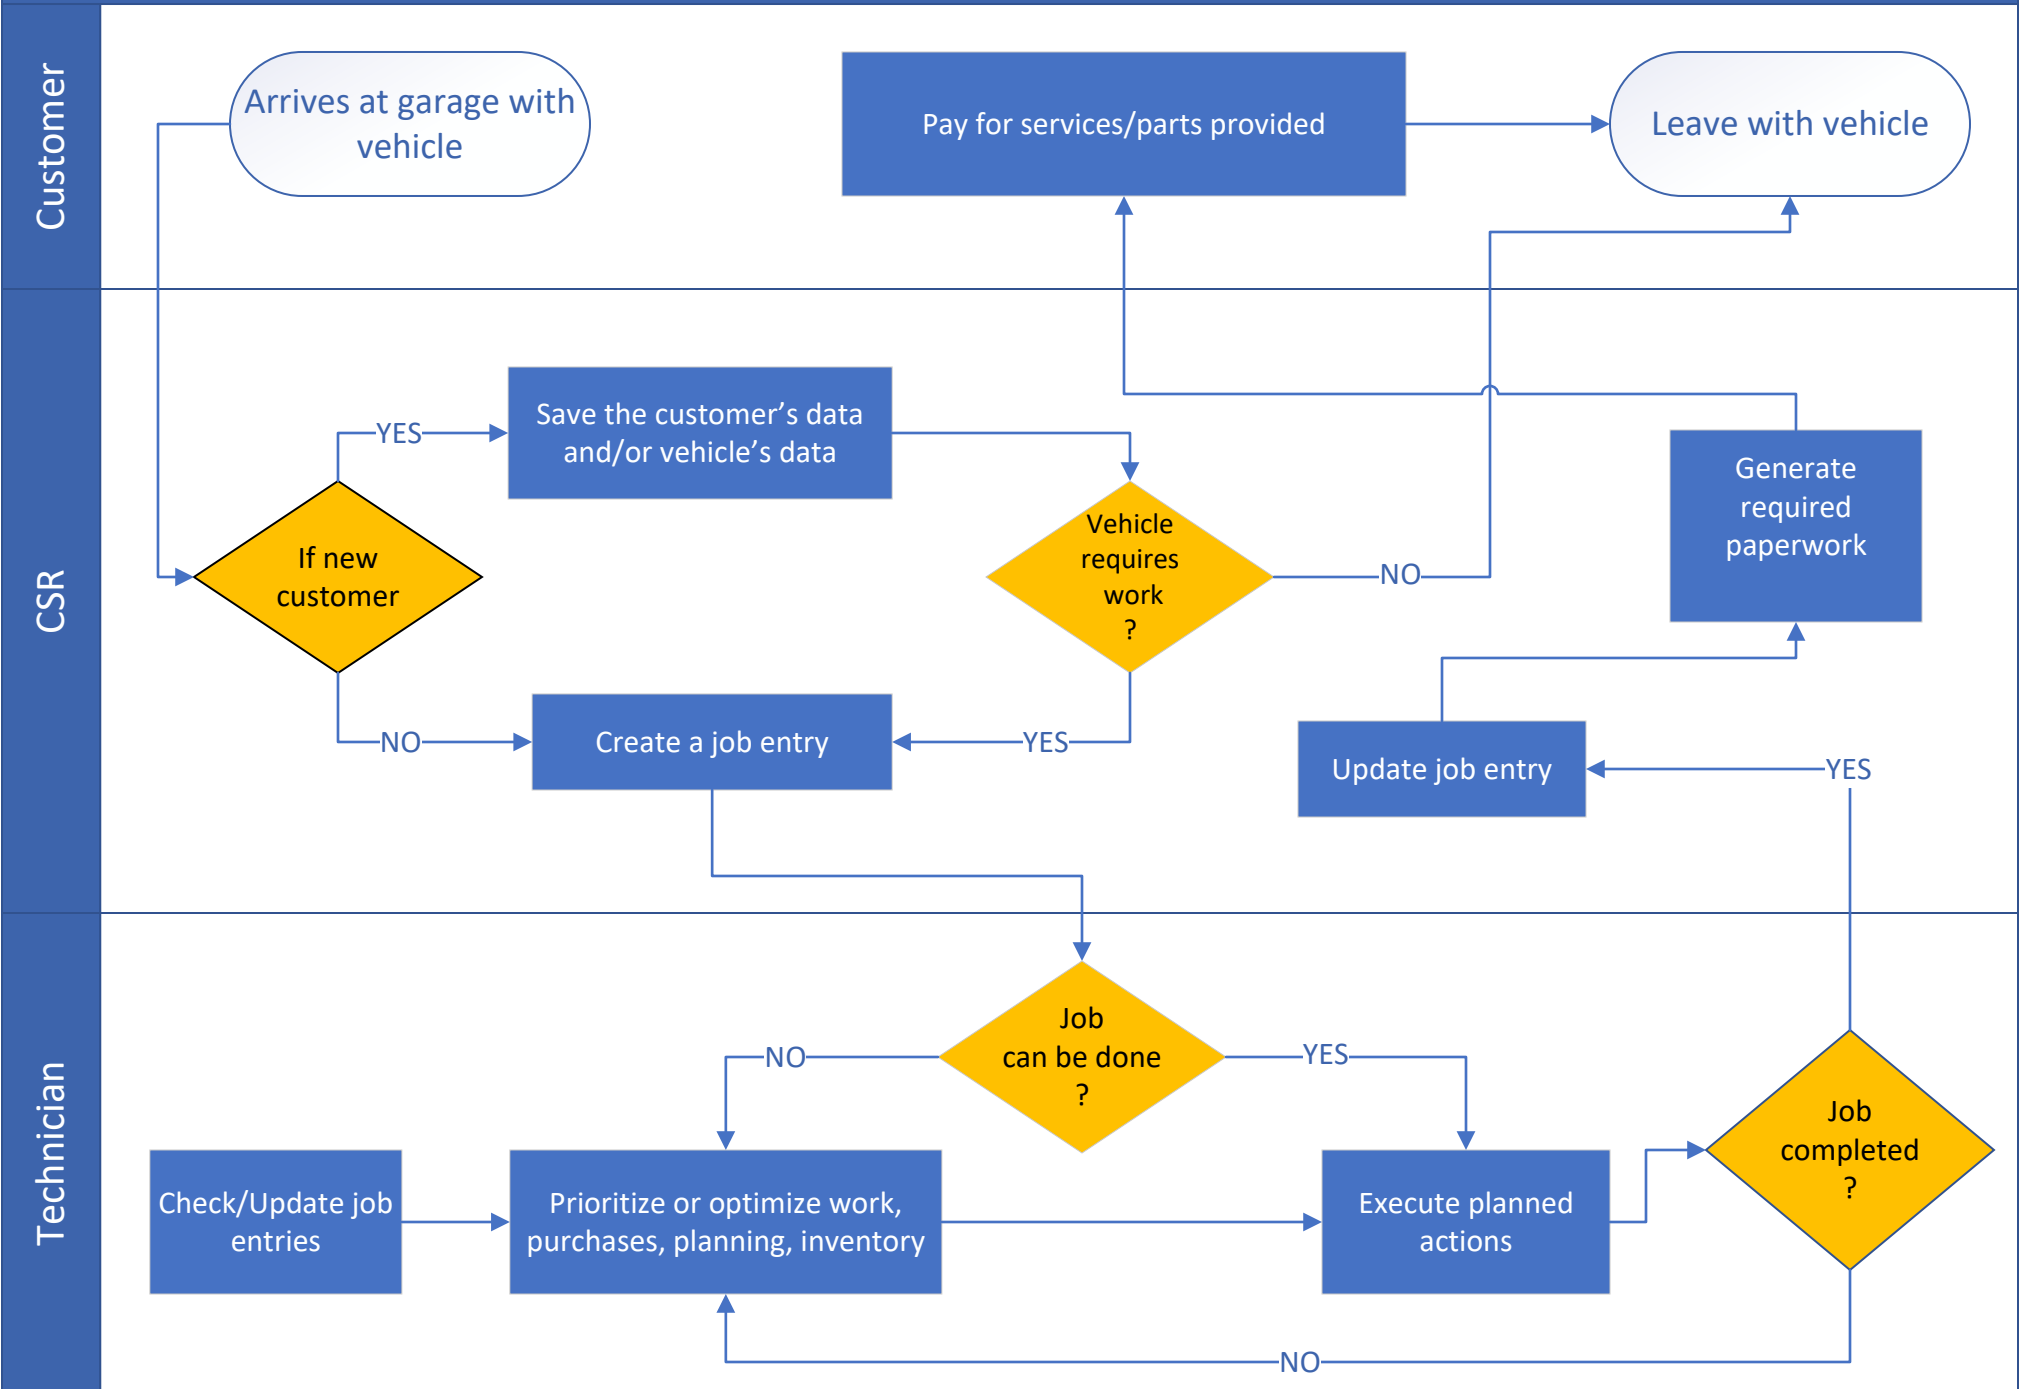 Customer
Arrives at garage with
vehicle
Pay for services/parts provided
Leave with vehicle
CSR
Save the customer’s data
and/or vehicle’s data
YES
If new
customer
NO
Create a job entry
Vehicle
requires
work
?
NO
YES
Generate
required
paperwork
Update job entry
YES
Technician
Job
can be done
?
NO
YES
Check/Update job
entries
Prioritize or optimize work,
purchases, planning, inventory
Execute planned
actions
Job
completed
?
NO